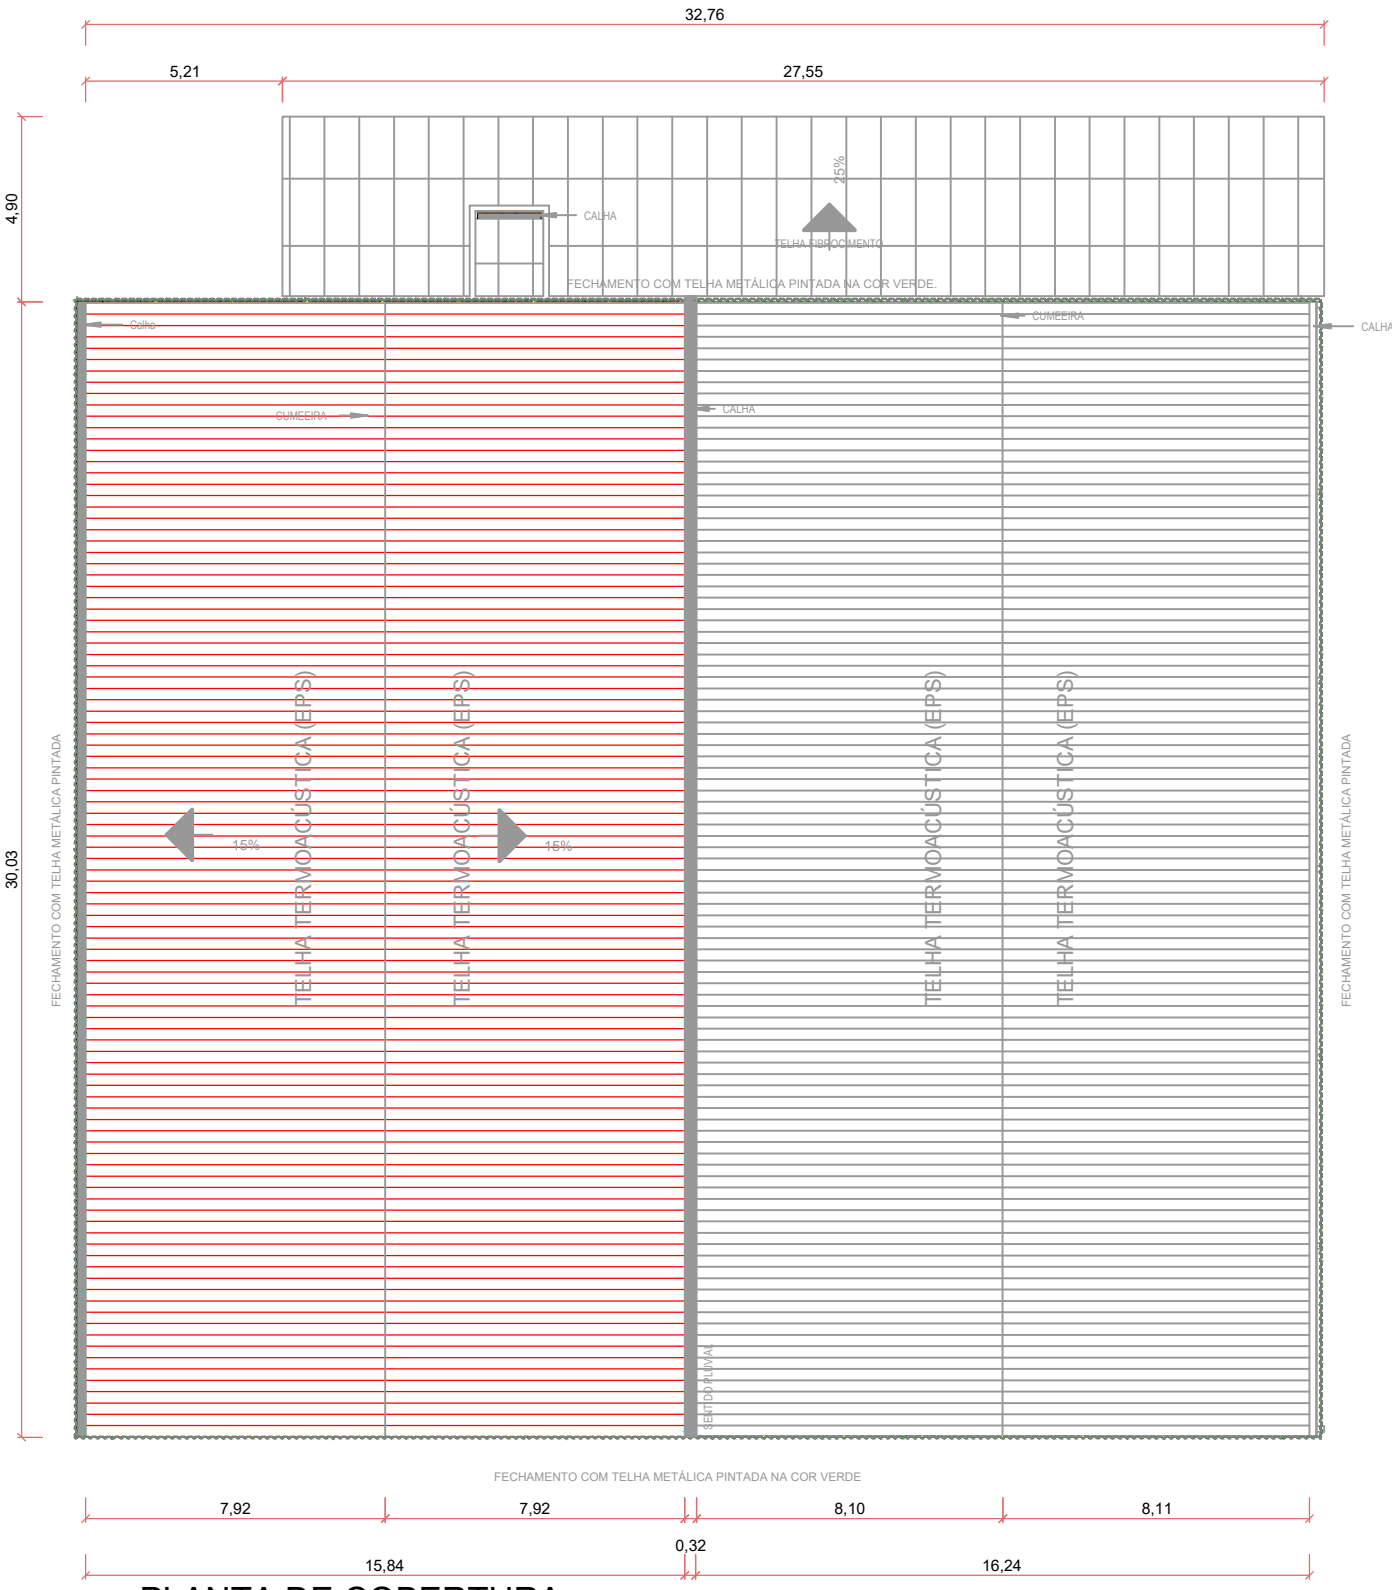 32,76
5,21
27,55
4,90
25%
CALHA
TELHA FIBROCIMENTO
FECHAMENTO COM TELHA METÁLICA PINTADA NA COR VERDE.
Calha
CUMEEIRA
CALHA
CUMEEIRA
CALHA
TELHA TERMOACÚSTICA (EPS)
TELHA TERMOACÚSTICA (EPS)
TELHA TERMOACÚSTICA (EPS)
TELHA TERMOACÚSTICA (EPS)
FECHAMENTO COM TELHA METÁLICA PINTADA
FECHAMENTO COM TELHA METÁLICA PINTADA
15%
15%
30,03
SENTIDO PLUVIAL
FECHAMENTO COM TELHA METÁLICA PINTADA NA COR VERDE
7,92
7,92
8,10
8,11
0,32
15,84
16,24
PLANTA DE COBERTURA